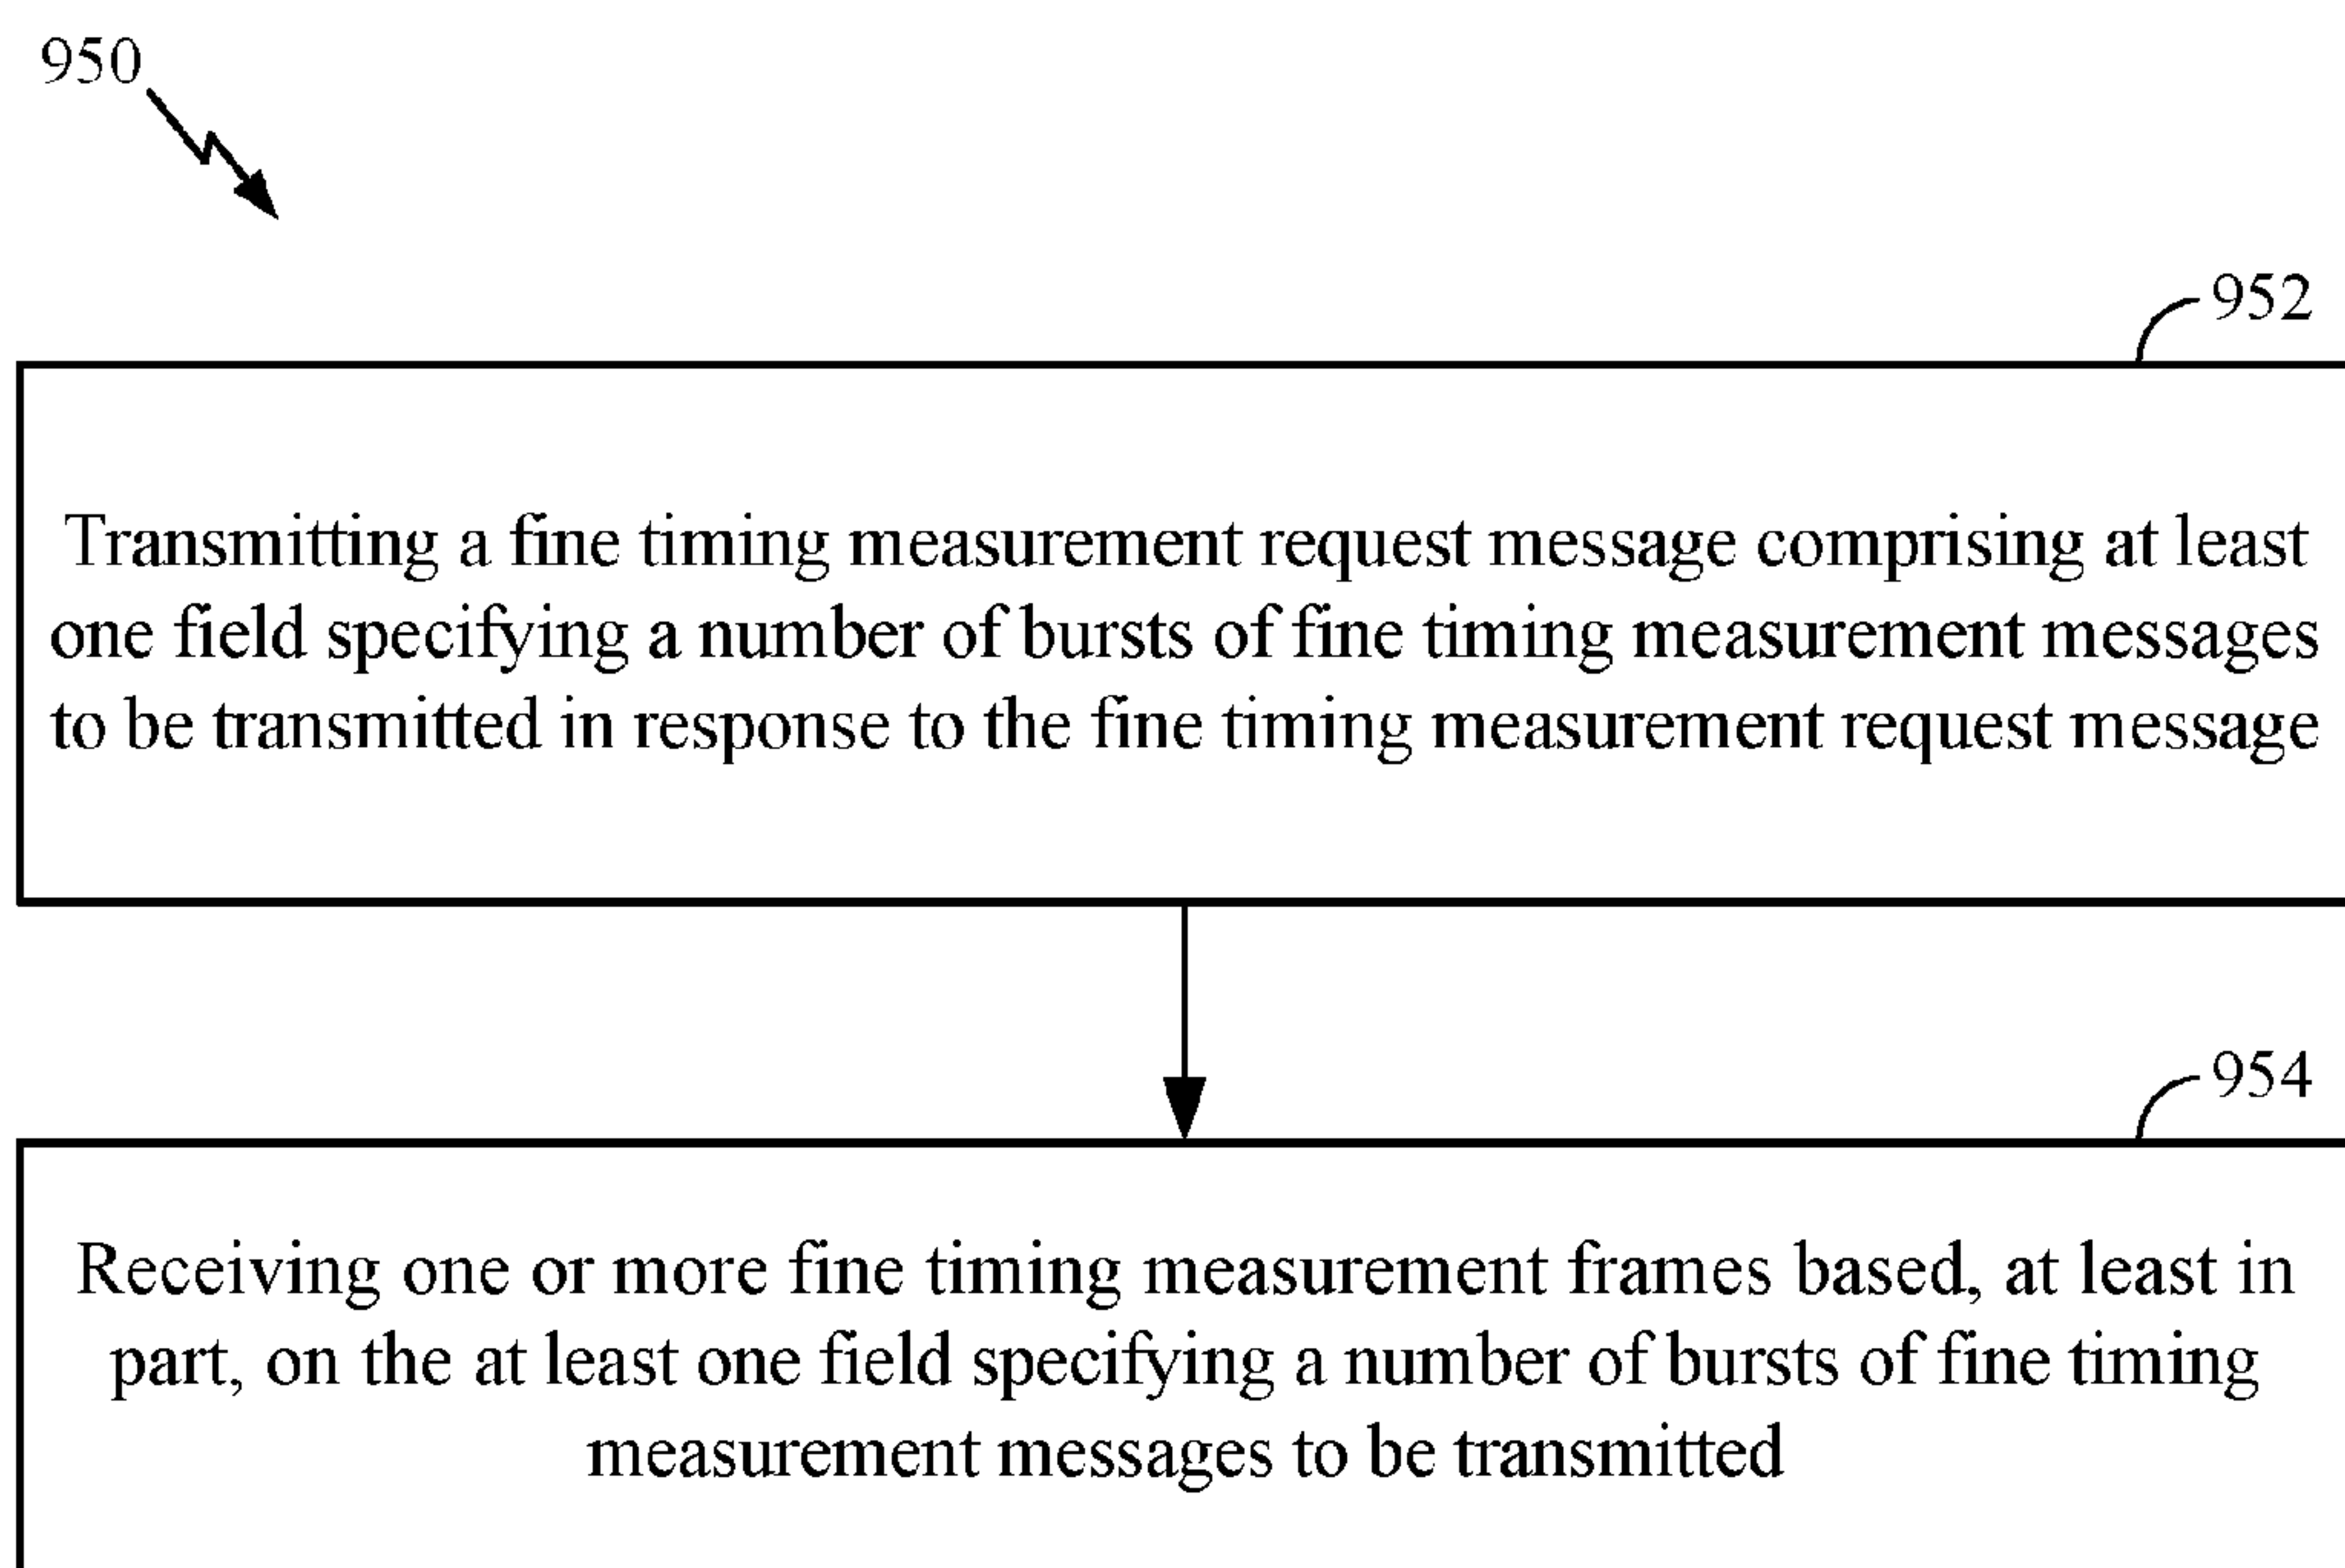 950
952
Transmitting a fine timing measurement request message comprising at least
one field specifying a number of bursts of fine timing measurement messages
to be transmitted in response to the fine timing measurement request message
954
Receiving one or more fine timing measurement frames based, at least in
part, on the at least one field specifying a number of bursts of fine timing
measurement messages to be transmitted